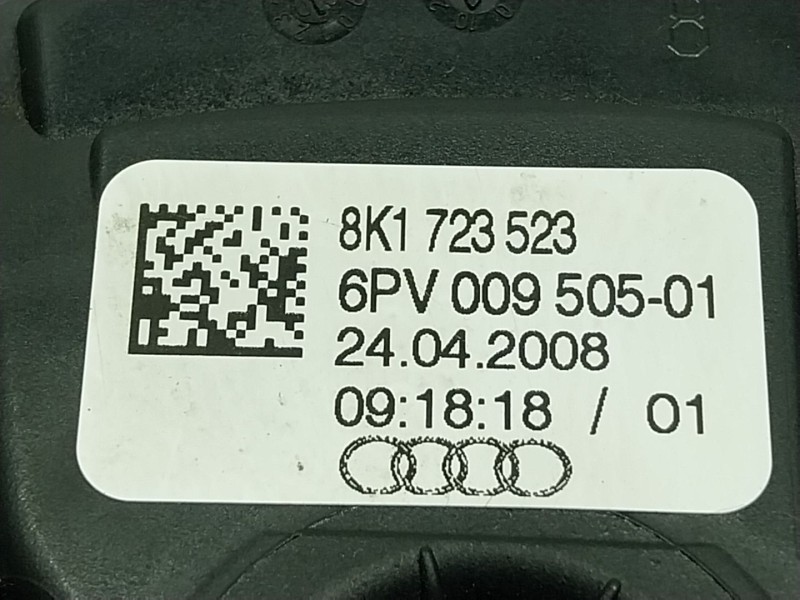 8K1 723 523
6PV 009 505-01
24.04.2008
09:18:18 / 01